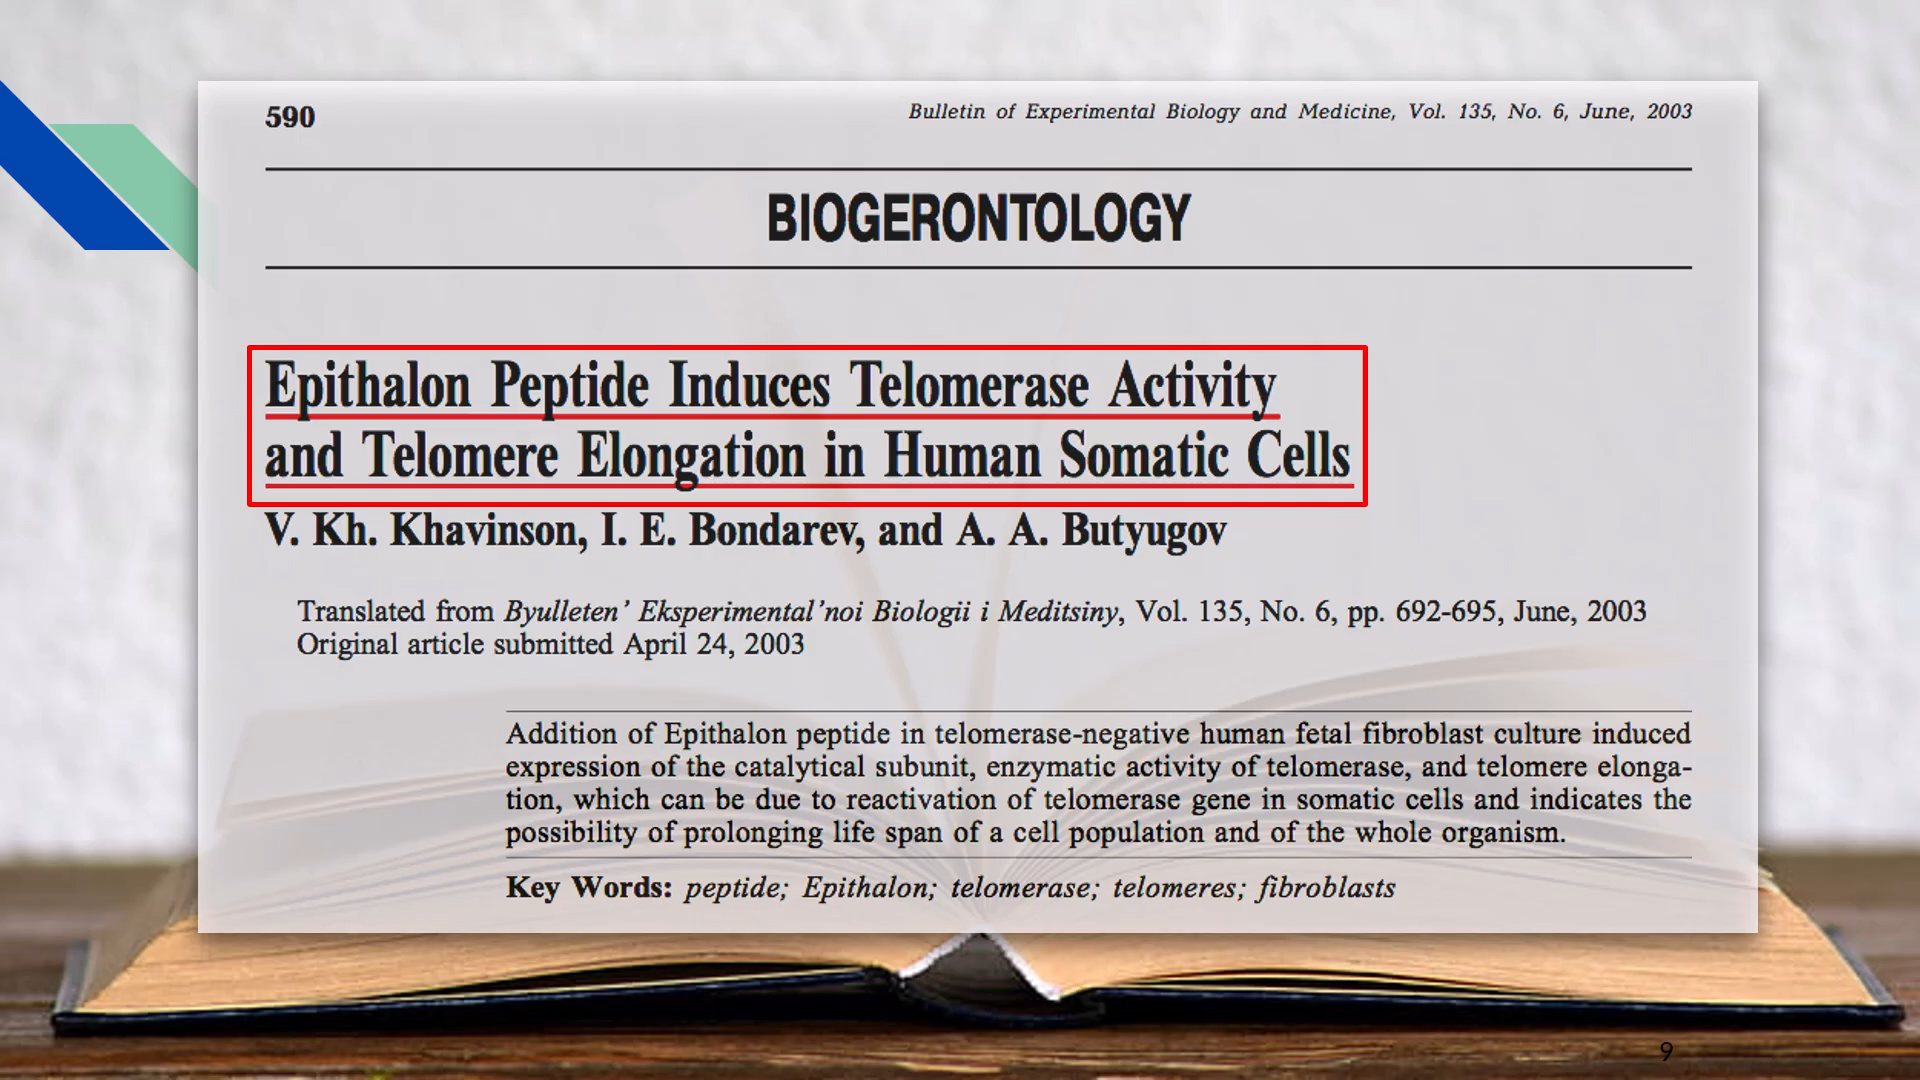 590
Bulletin of Experimental Biology and Medicine, Vol. 135, No. 6, June, 2003
BIOGERONTOLOGY
Epithalon Peptide Induces Telomerase Activity
and Telomere Elongation in Human Somatic Cells
V. Kh. Khavinson, I. E. Bondarev, and A. A. Butyugov
Translated from Byulleten' Eksperimental'noi Biologii i Meditsiny, Vol. 135, No. 6, pp. 692-695, June, 2003
Original article submitted April 24, 2003
Addition of Epithalon peptide in telomerase-negative human fetal fibroblast culture induced
expression of the catalytical subunit, enzymatic activity of telomerase, and telomere elonga-
tion, which can be due to reactivation of telomerase gene in somatic cells and indicates the
possibility of prolonging life span of a cell population and of the whole organism.
Key Words: peptide; Epithalon; telomerase; telomeres; fibroblasts
9